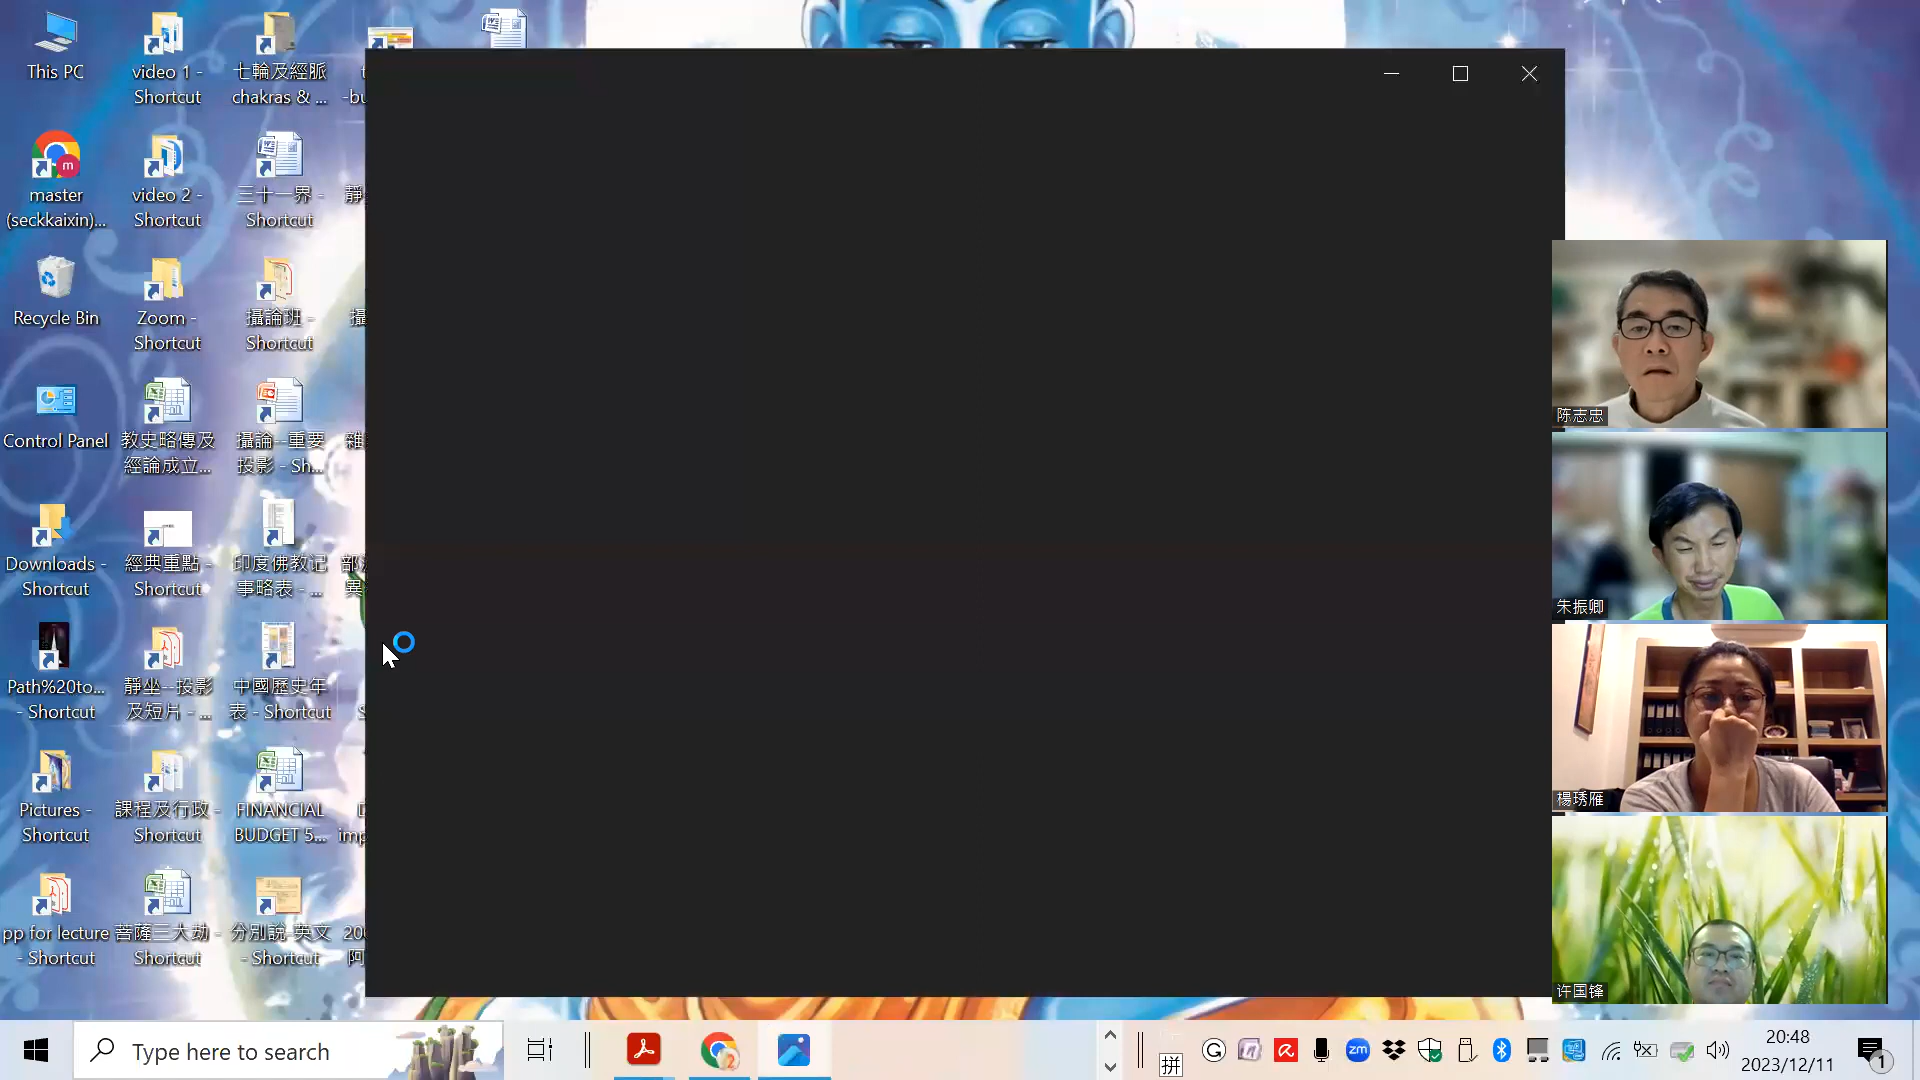 This PC
video 1 -
Shortcut
七輪及經脈
chakras & ...
master
(seckkaixin)...
video 2 -
Shortcut
三十一界 -
Shortcut
Recycle Bin
Zoom -
Shortcut
攝論班 -
Shortcut
Control Panel
教史略傳及
經論成立...
攝論--重要
投影 - Sh...
Downloads -
Shortcut
經典重點 -
Shortcut
印度佛教记
事略表 - ...
Path%20to...
- Shortcut
靜坐--投影
及短片 - ...
中國歷史年
表 - Shortcut
Pictures -
Shortcut
課程及行政 -
Shortcut
FINANCIAL
BUDGET 5...
pp for lecture
- Shortcut
菩薩三大劫 -
Shortcut
分別說-英文
- Shortcut
陈志忠
朱振卿
楊琇雁
许国锋
Type here to search
拼
zm
20:48
2023/12/11
1